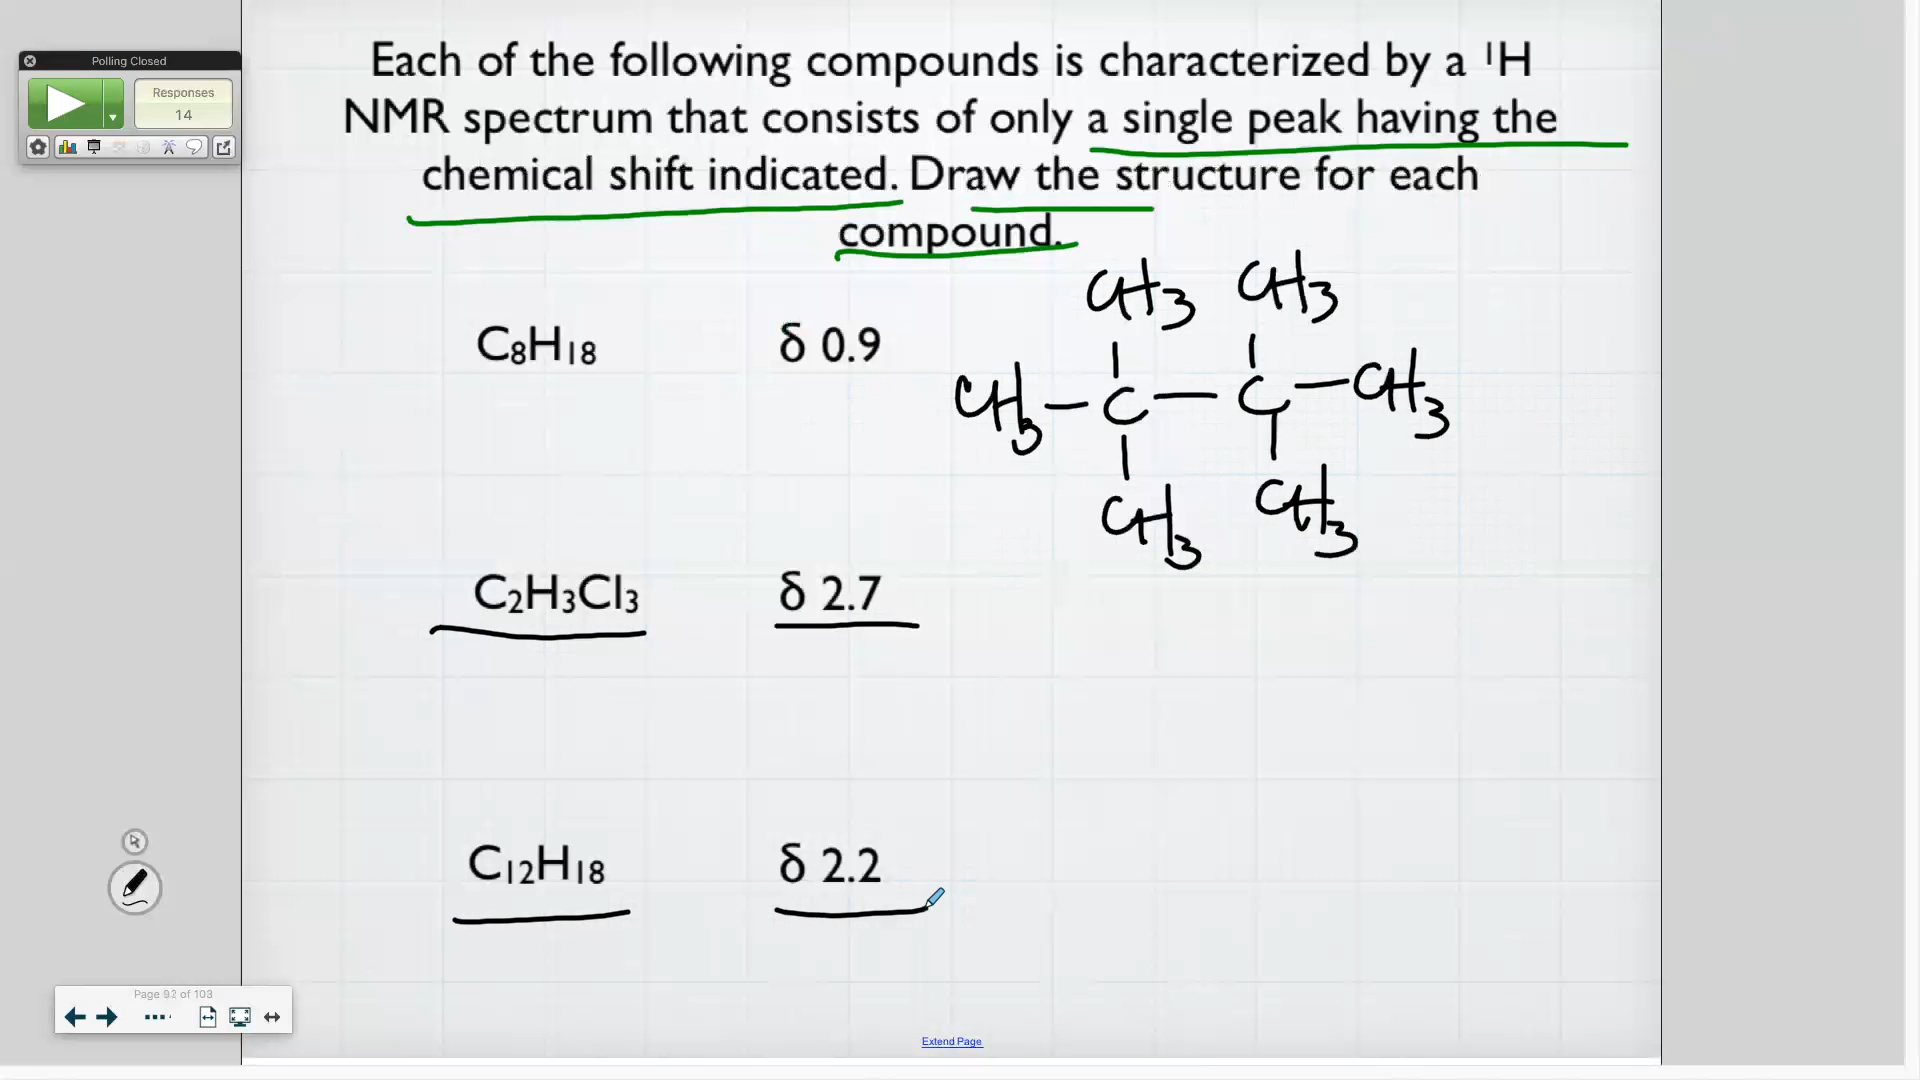 Polling Closed
Responses
14
Each of the following compounds is characterized by a ¹H
NMR spectrum that consists of only a single peak having the
chemical shift indicated. Draw the structure for each
compound.
CH3 CH3
C₈H₁₈ δ 0.9
CH3 — C — C — CH3
CH3 CH3
C₂H₃Cl₃ δ 2.7
C₁₂H₁₈ δ 2.2
Page 92 of 103
Extend Page